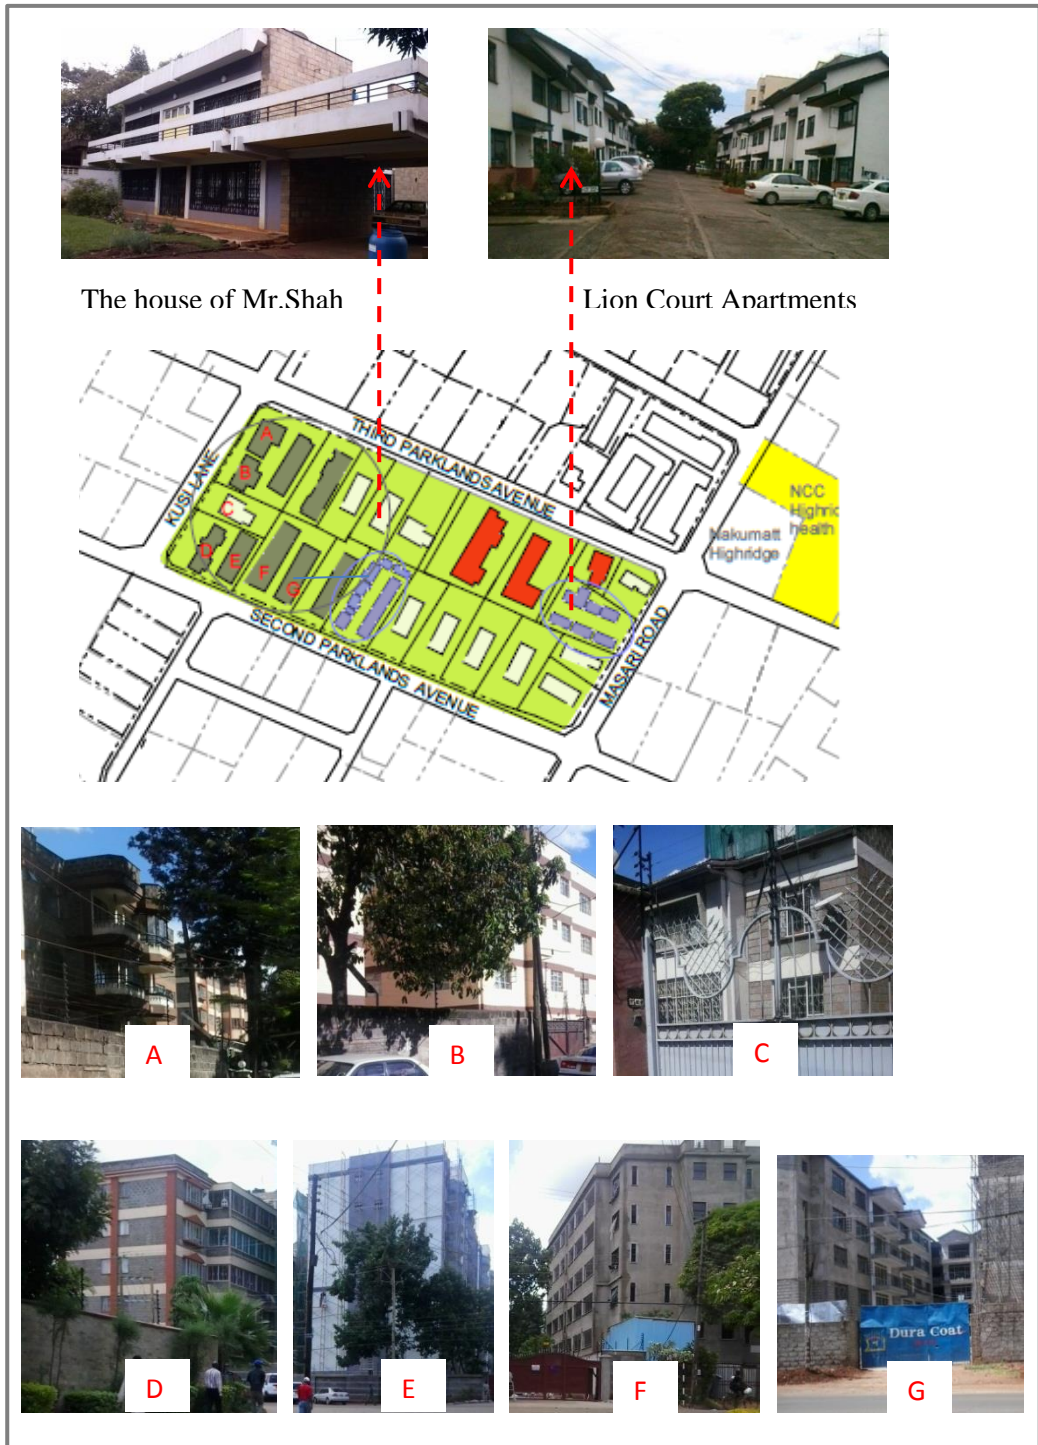 The house of Mr.Shah
Lion Court Apartments
THIRD PARKLANDS AVENUE
KUSI LANE
A
B
C
D
E
F
G
SECOND PARKLANDS AVENUE
MASARI ROAD
NCC
Highric
health
Nakumatt
Highridge
A
B
C
D
E
F
G
Dura Coat